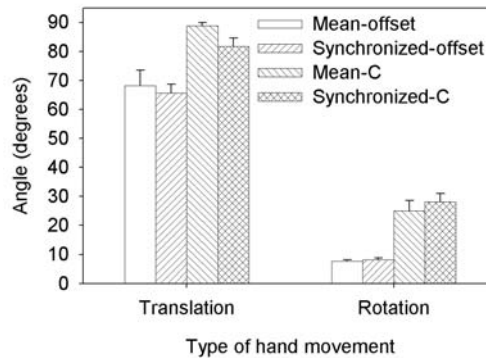 Angle (degrees)
90
80
70
60
50
40
30
20
10
0
Mean-offset
Synchronized-offset
Mean-C
Synchronized-C
Translation
Rotation
Type of hand movement